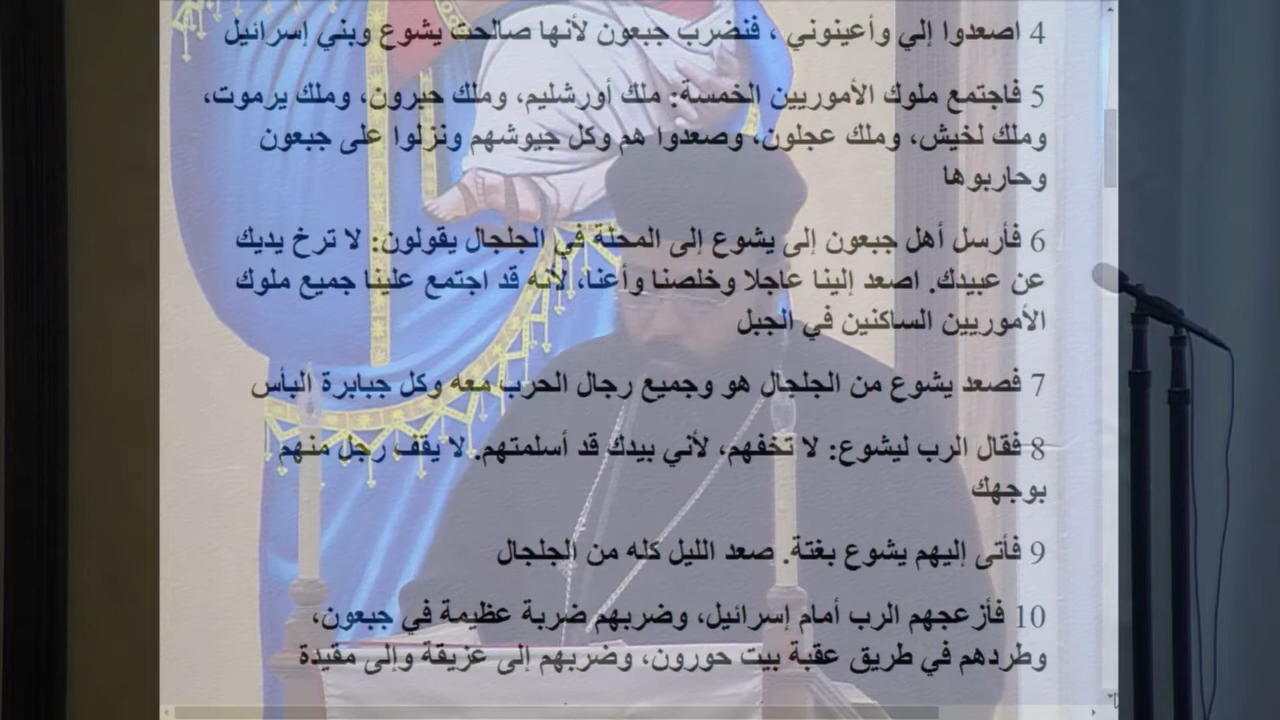 4 اصعدوا إلي وأعينوني ، فنضرب جبعون لأنها صالحت يشوع وبني إسرائيل
5 فاجتمع ملوك الأموريين الخمسة: ملك أورشليم، وملك حبرون، وملك يرموت،
وملك لخيش، وملك عجلون، وصعدوا هم وكل جيوشهم ونزلوا على جبعون
وحاربوها
6 فأرسل أهل جبعون إلى يشوع إلى المحلة في الجلجال يقولون: لا ترخ يديك
عن عبيدك. اصعد إلينا عاجلا وخلصنا وأعنا، لأنه قد اجتمع علينا جميع ملوك
الأموريين الساكنين في الجبل
7 فصعد يشوع من الجلجال هو وجميع رجال الحرب معه وكل جبابرة البأس
8 فقال الرب ليشوع: لا تخفهم، لأني بيدك قد أسلمتهم. لا يقف رجل منهم
بوجهك
9 فأتى إليهم يشوع بغتة. صعد الليل كله من الجلجال
10 فأزعجهم الرب أمام إسرائيل، وضربهم ضربة عظيمة في جبعون،
وطردهم في طريق عقبة بيت حورون، وضربهم إلى عزيقة وإلى مقيدة